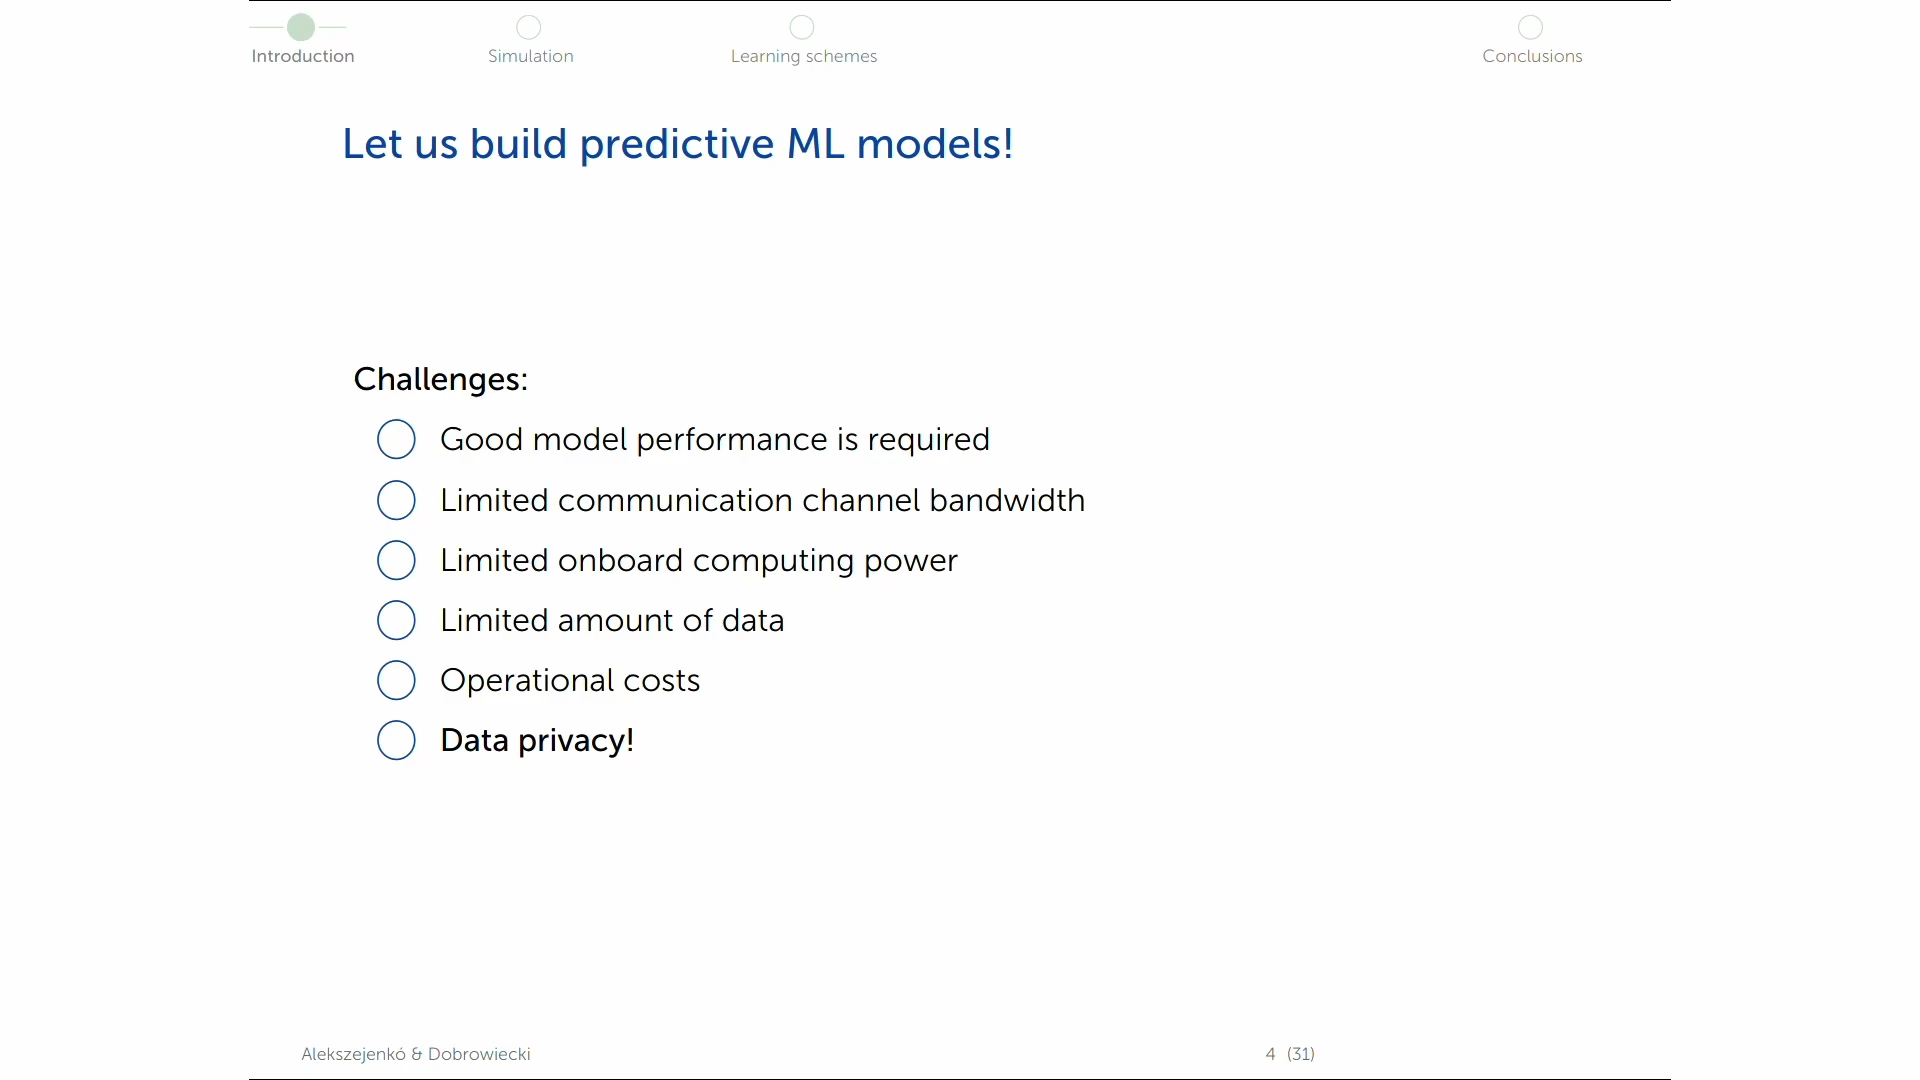 Introduction
Simulation
Learning schemes
Conclusions
Let us build predictive ML models!
Challenges:
Good model performance is required
Limited communication channel bandwidth
Limited onboard computing power
Limited amount of data
Operational costs
Data privacy!
Alekszejenkó & Dobrowiecki
4 (31)